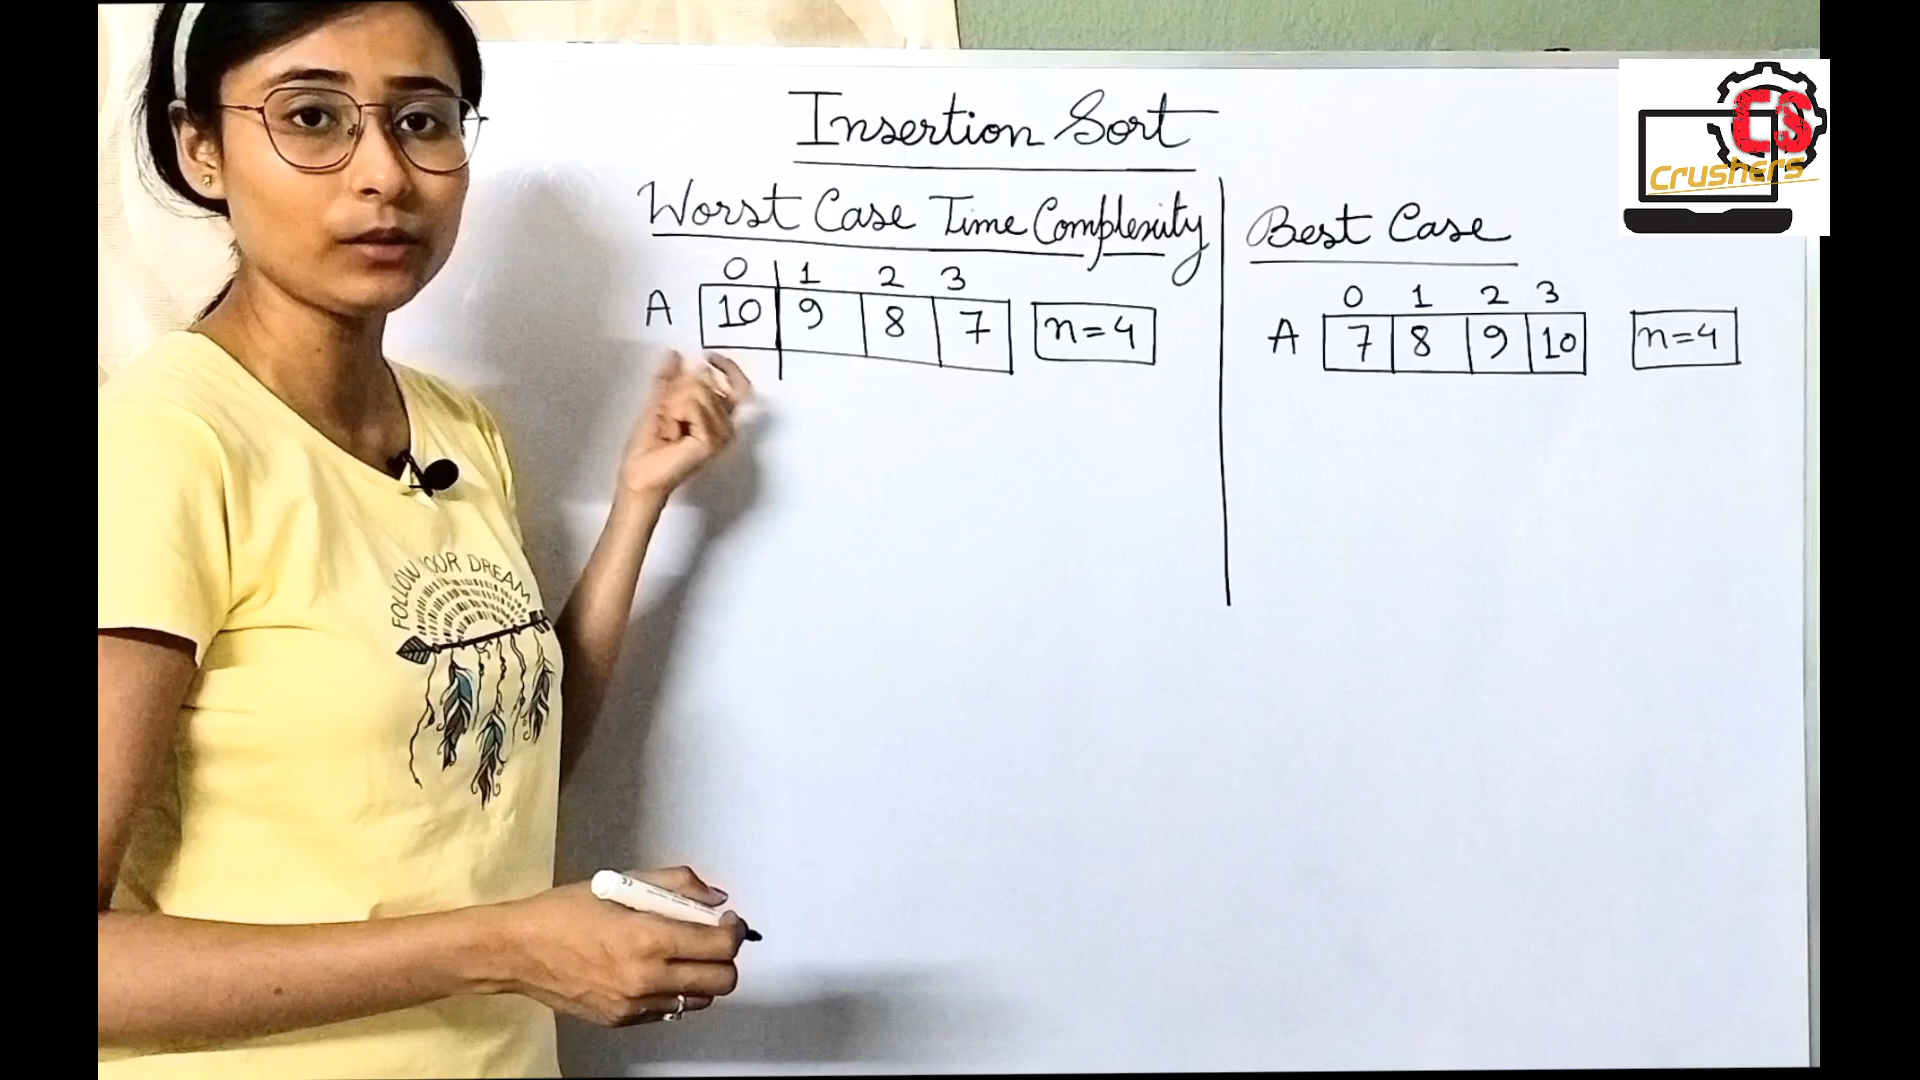 Insertion Sort
Worst Case Time Complexity
0 1 2 3
A 10 9 8 7 n=4
Best Case
0 1 2 3
A 7 8 9 10 n=4
CS
Crushers
FOLLOW YOUR DREAM